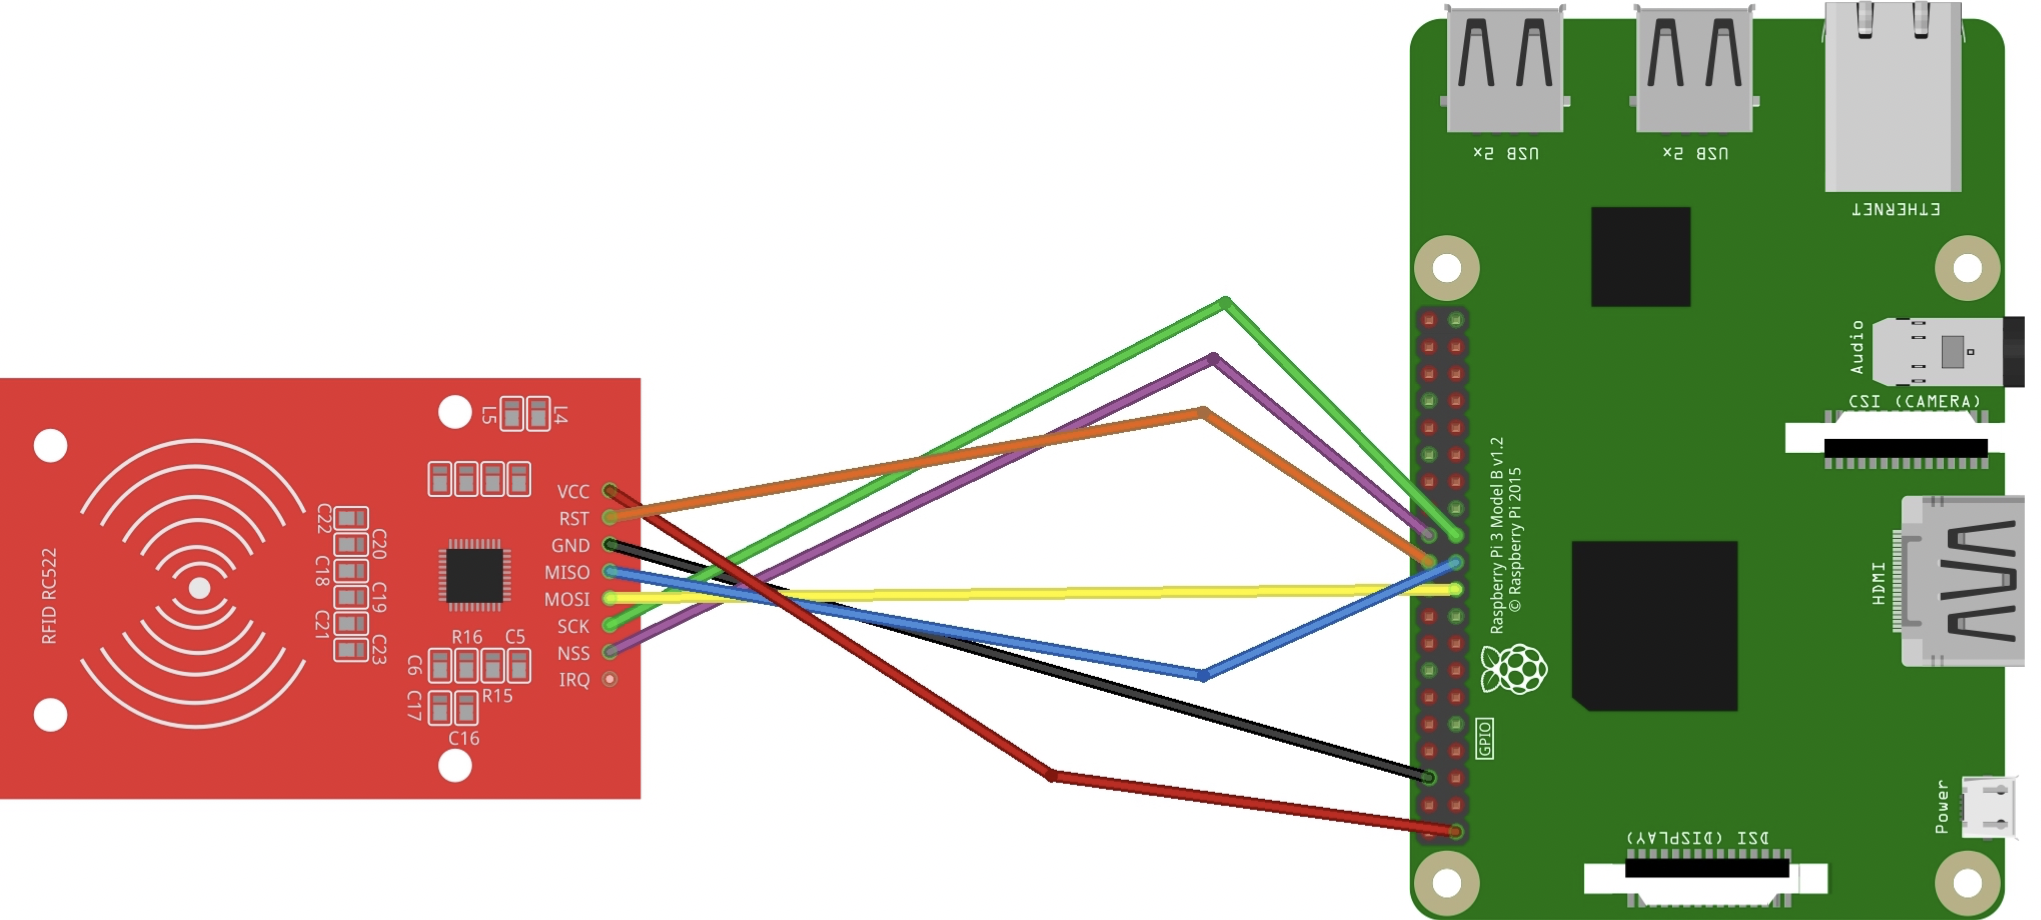 RFID RC522
L5
L4
C22
C20
C18
C19
C21
C23
R16
C5
C6
R15
C17
C16
VCC
RST
GND
MISO
MOSI
SCK
NSS
IRQ
USB 2x
USB 2x
ETHERNET
Audio
CSI (CAMERA)
HDMI
Raspberry Pi 3 Model B v1.2
© Raspberry Pi 2015
GPIO
Power
DSI (DISPLAY)